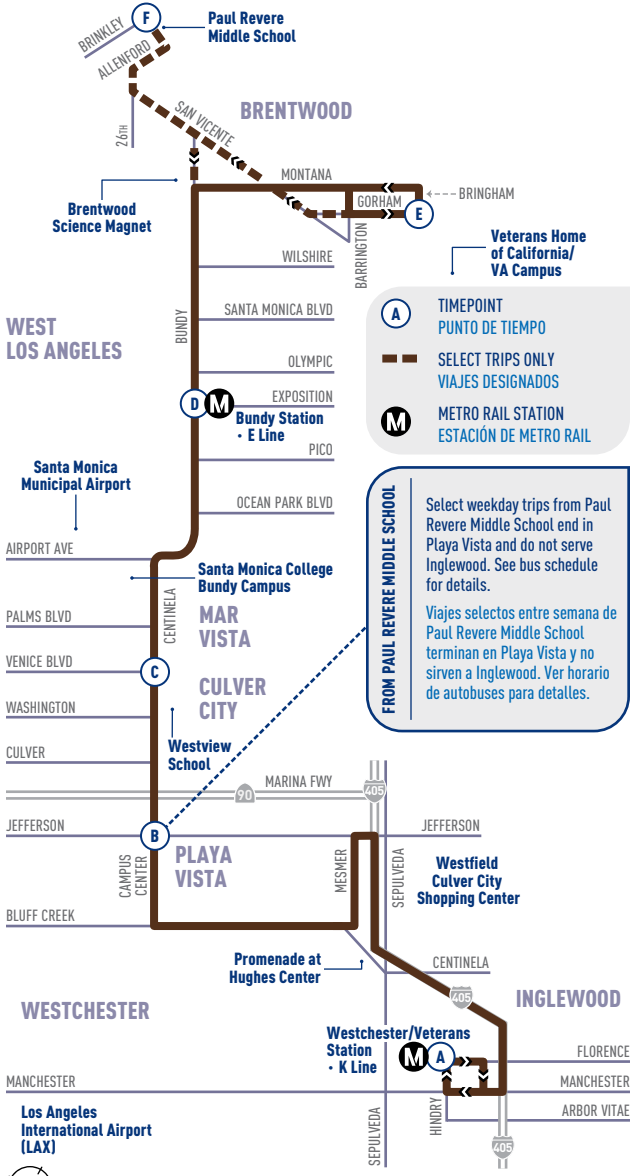 F
Paul Revere
Middle School
BRINKLEY
ALLENFORD
SAN VICENTE
26TH
BRENTWOOD
MONTANA
GORHAM
BRINGHAM
E
BARRINGTON
Brentwood
Science Magnet
Veterans Home
of California/
VA Campus
WILSHIRE
SANTA MONICA BLVD
BUNDY
WEST
LOS ANGELES
OLYMPIC
EXPOSITION
D
M
Bundy Station
• E Line
PICO
OCEAN PARK BLVD
A
TIMEPOINT
PUNTO DE TIEMPO
SELECT TRIPS ONLY
VIAJES DESIGNADOS
M
METRO RAIL STATION
ESTACIÓN DE METRO RAIL
Santa Monica
Municipal Airport
FROM PAUL REVERE MIDDLE SCHOOL
Select weekday trips from Paul
Revere Middle School end in
Playa Vista and do not serve
Inglewood. See bus schedule
for details.
Viajes selectos entre semana de
Paul Revere Middle School
terminan en Playa Vista y no
sirven a Inglewood. Ver horario
de autobuses para detalles.
AIRPORT AVE
Santa Monica College
Bundy Campus
CENTINELA
PALMS BLVD
MAR
VISTA
VENICE BLVD
C
CULVER
CITY
WASHINGTON
Westview
School
CULVER
MARINA FWY
90
405
JEFFERSON
B
JEFFERSON
PLAYA
VISTA
CAMPUS
CENTER
MESMER
SEPULVEDA
Westfield
Culver City
Shopping Center
BLUFF CREEK
Promenade at
Hughes Center
CENTINELA
405
WESTCHESTER
INGLEWOOD
Westchester/Veterans
Station
• K Line
M
A
FLORENCE
MANCHESTER
MANCHESTER
HINDRY
ARBOR VITAE
Los Angeles
International Airport
(LAX)
SEPULVEDA
405